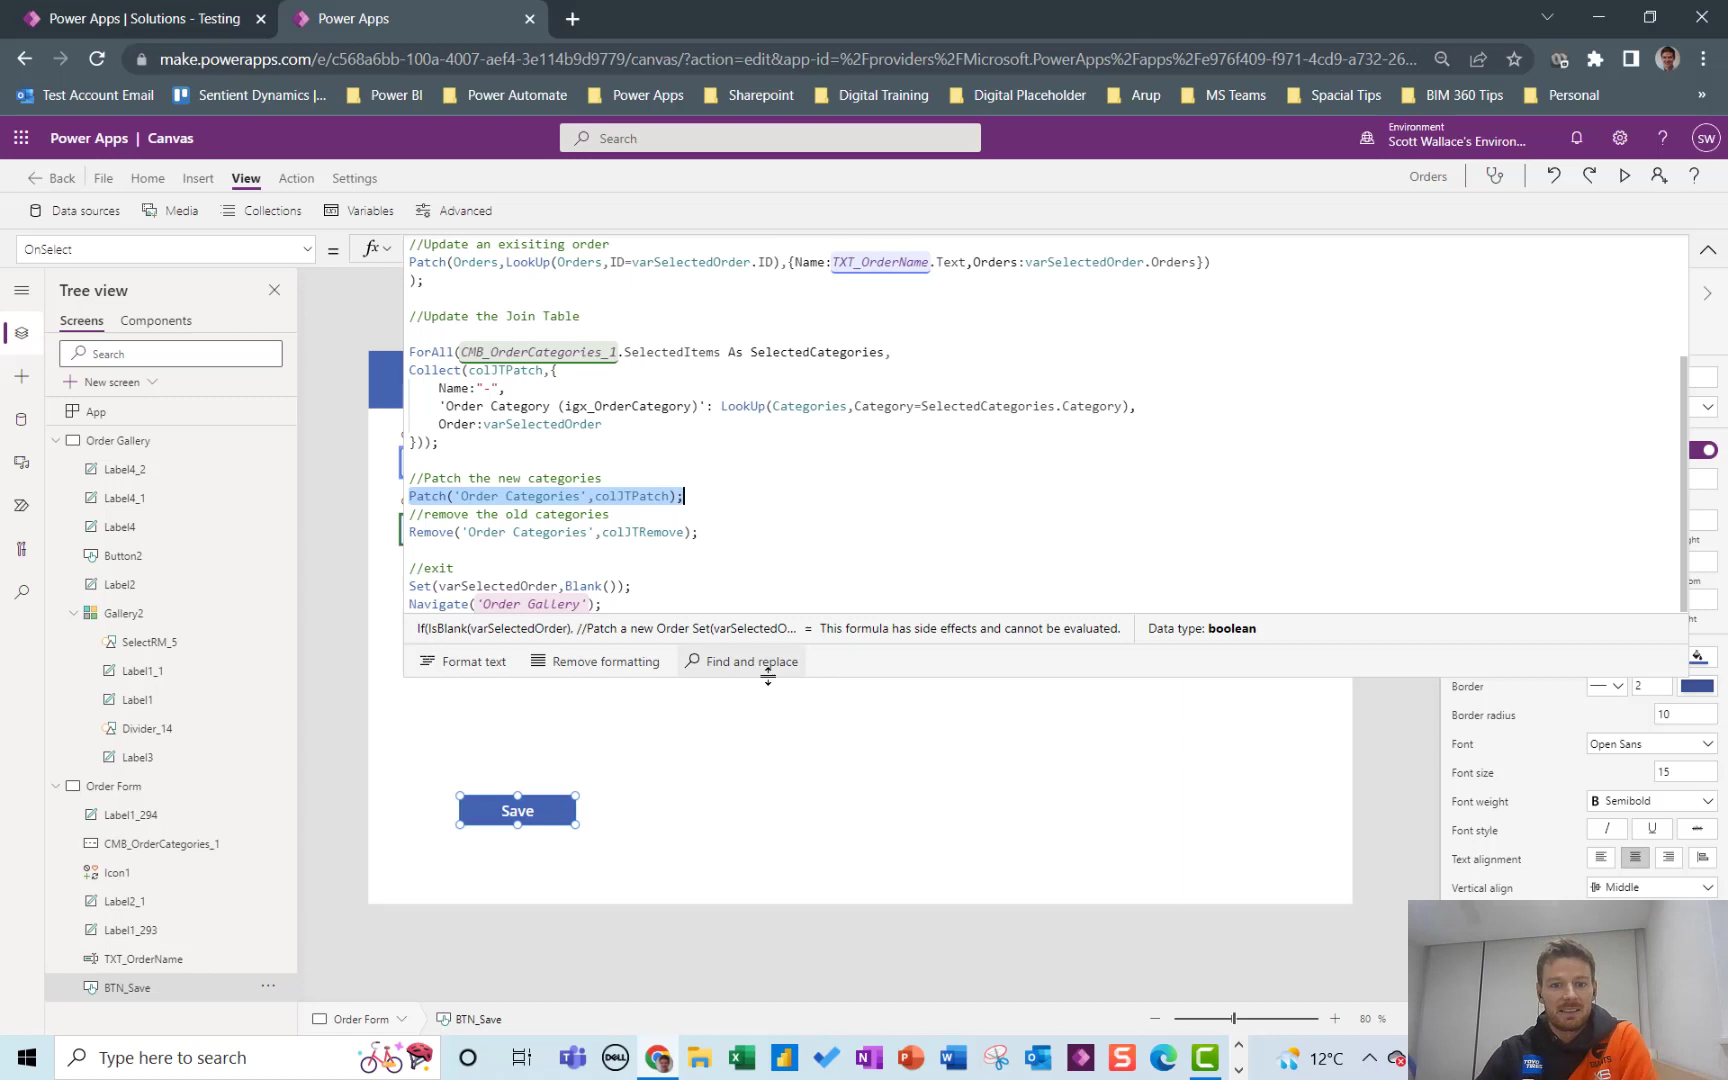 Power Apps | Solutions - Testing
Power Apps
make.powerapps.com/e/c568a6bb-100a-4007-aef4-3e114b9d9779/canvas/?action=edit&app-id=%2Fproviders%2FMicrosoft.PowerApps%2Fapps%2Fe976f409-f971-4cd9-a732-26...
Test Account Email
Sentient Dynamics |...
Power BI
Power Automate
Power Apps
Sharepoint
Digital Training
Digital Placeholder
Arup
MS Teams
Spacial Tips
BIM 360 Tips
Personal
»
Power Apps | Canvas
Search
Environment
Scott Wallace's Environ...
SW
Back
File
Home
Insert
View
Action
Settings
Orders
Data sources
Media
Collections
Variables
Advanced
OnSelect
=
fx
Tree view
Screens
Components
Search
New screen
App
Order Gallery
Label4_2
Label4_1
Label4
Button2
Label2
Gallery2
SelectRM_5
Label1_1
Label1
Divider_14
Label3
Order Form
Label1_294
CMB_OrderCategories_1
Icon1
Label2_1
Label1_293
TXT_OrderName
BTN_Save
//Update an exisiting order
Patch(Orders,LookUp(Orders,ID=varSelectedOrder.ID),{Name:TXT_OrderName.Text,Orders:varSelectedOrder.Orders})
);
//Update the Join Table
ForAll(CMB_OrderCategories_1.SelectedItems As SelectedCategories,
Collect(colJTPatch,{
Name:"-",
'Order Category (igx_OrderCategory)': LookUp(Categories,Category=SelectedCategories.Category),
Order:varSelectedOrder
}));
//Patch the new categories
Patch('Order Categories',colJTPatch);
//remove the old categories
Remove('Order Categories',colJTRemove);
//exit
Set(varSelectedOrder,Blank());
Navigate('Order Gallery');
If(IsBlank(varSelectedOrder), //Patch a new Order Set(varSelectedO... = This formula has side effects and cannot be evaluated.
Data type: boolean
Format text
Remove formatting
Find and replace
Save
Border
2
Border radius
10
Font
Open Sans
Font size
15
Font weight
B Semibold
Font style
/ U
Text alignment
Vertical align
Middle
Order Form
BTN_Save
80 %
Type here to search
DELL
12°C